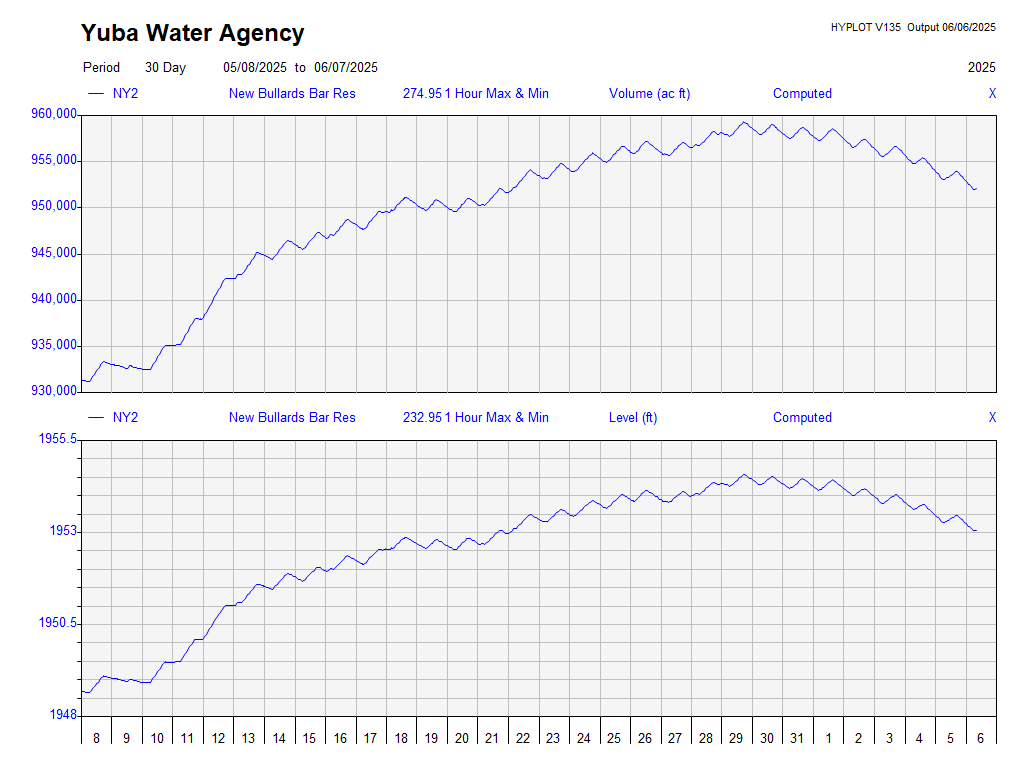 Yuba Water Agency
HYPLOT V135 Output 06/06/2025
Period 30 Day 05/08/2025 to 06/07/2025 2025
NY2 New Bullards Bar Res 274.95 1 Hour Max & Min Volume (ac ft) Computed X
960,000
955,000
950,000
945,000
940,000
935,000
930,000
NY2 New Bullards Bar Res 232.95 1 Hour Max & Min Level (ft) Computed X
1955.5
1953
1950.5
1948
8 9 10 11 12 13 14 15 16 17 18 19 20 21 22 23 24 25 26 27 28 29 30 31 1 2 3 4 5 6